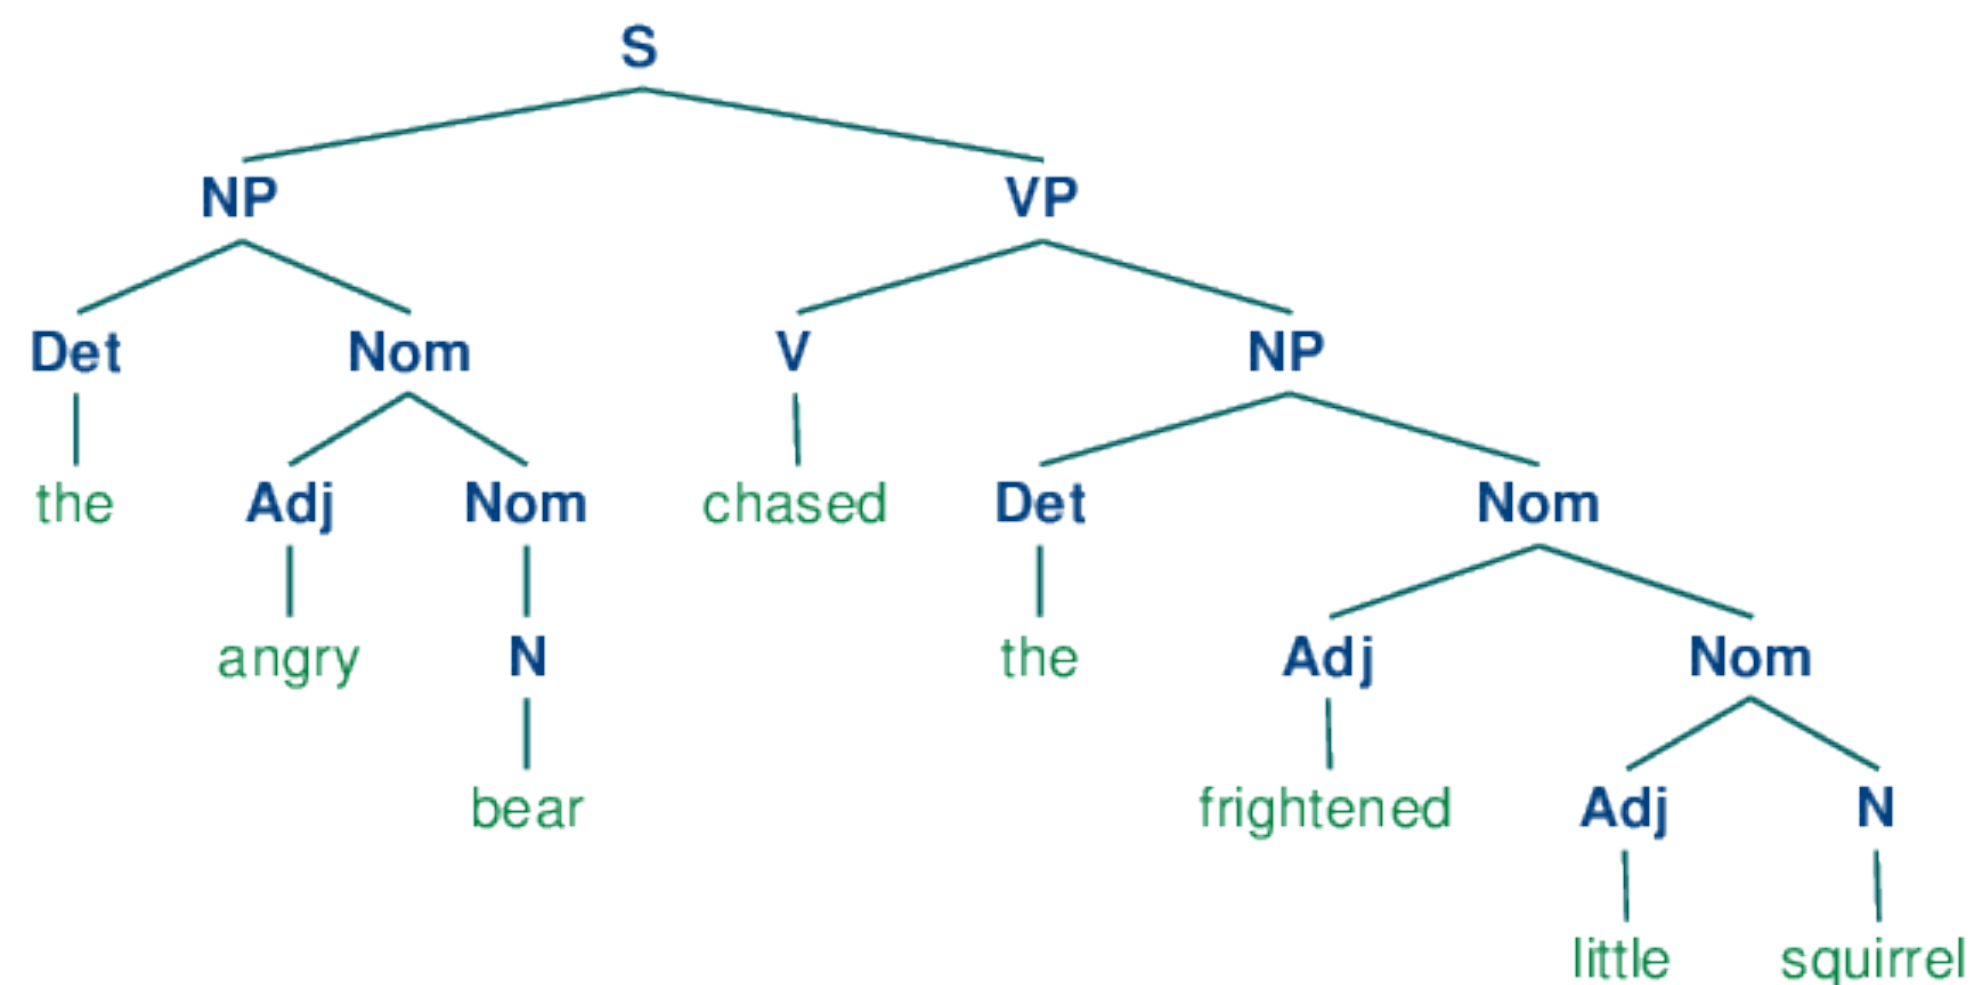 S
NP VP
Det Nom V NP
the Adj Nom chased Det Nom
angry N the Adj Nom
bear frightened Adj N
little squirrel